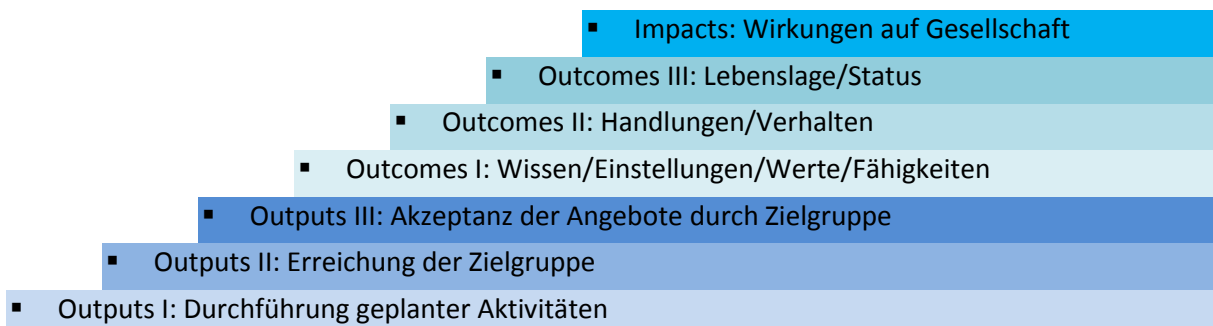 ▪ Impacts: Wirkungen auf Gesellschaft
▪ Outcomes III: Lebenslage/Status
▪ Outcomes II: Handlungen/Verhalten
▪ Outcomes I: Wissen/Einstellungen/Werte/Fähigkeiten
▪ Outputs III: Akzeptanz der Angebote durch Zielgruppe
▪ Outputs II: Erreichung der Zielgruppe
▪ Outputs I: Durchführung geplanter Aktivitäten